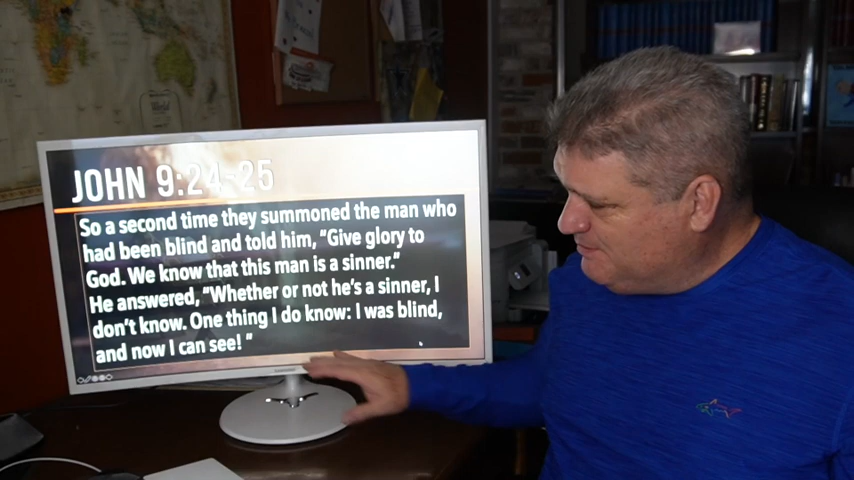 JOHN 9:24-25
So a second time they summoned the man who
had been blind and told him, "Give glory to
God. We know that this man is a sinner."
He answered, "Whether or not he's a sinner, I
don't know. One thing I do know: I was blind,
and now I can see! "